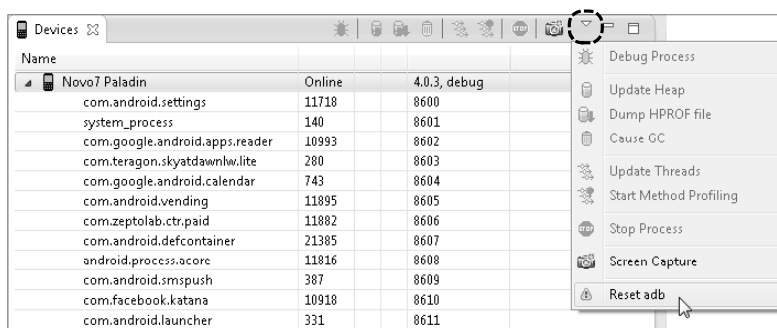 Devices
Name
Novo7 Paladin Online 4.0.3, debug
com.android.settings 11718 8600
system_process 140 8601
com.google.android.apps.reader 10993 8602
com.teragon.skyatdawnlw.lite 280 8603
com.google.android.calendar 743 8604
com.android.vending 11895 8605
com.zeptolab.ctr.paid 11882 8606
com.android.defcontainer 21385 8607
android.process.acore 11816 8608
com.android.smspush 387 8609
com.facebook.katana 10918 8610
com.android.launcher 331 8611
Debug Process
Update Heap
Dump HPROF file
Cause GC
Update Threads
Start Method Profiling
STOP Stop Process
Screen Capture
Reset adb